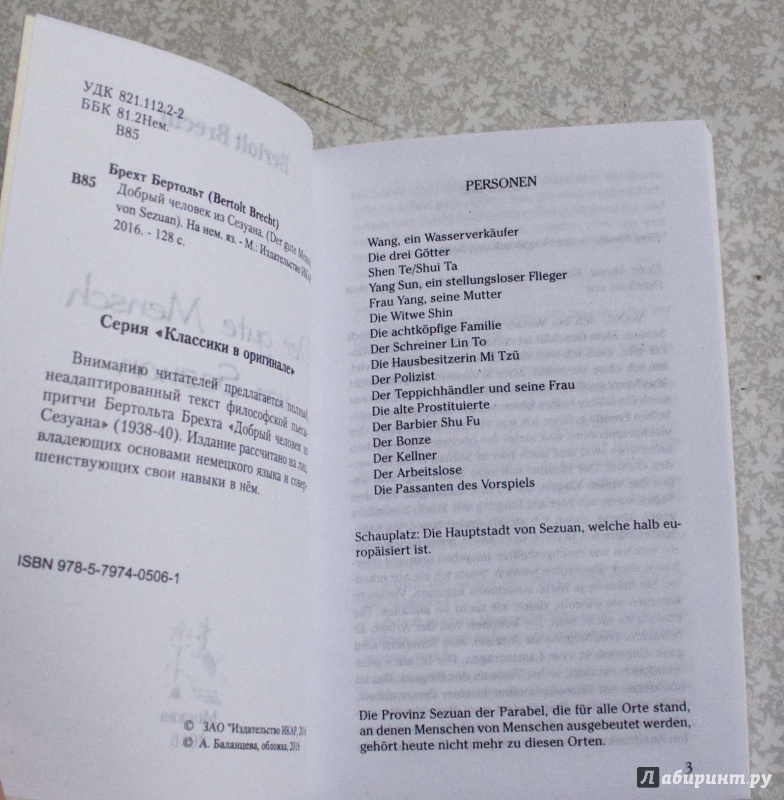 УДК 821.112.2-2
ББК 81.2Нем.
В85
Брехт Бертольт (Bertolt Brecht)
В85 Добрый человек из Сезуана. (Der gute
von Sezuan). На нем. яз. - М.: Издательство
2016. - 128 с.
Серия «Классики в оригинале»
Вниманию читателей предлагается полный
неадаптированный текст философской пьесы
притчи Бертольта Брехта «Добрый человек из
Сезуана» (1938-40). Издание рассчитано на лиц,
владеющих основами немецкого языка и совер-
шенствующих свои навыки в нём.
ISBN 978-5-7974-0506-1
© ЗАО "Издательство ИКАР,
© А. Баланцева, обложка, 2016
PERSONEN
Wang, ein Wasserverkäufer
Die drei Götter
Shen Te/Shui Ta
Yang Sun, ein stellungsloser Flieger
Frau Yang, seine Mutter
Die Witwe Shin
Die achtköpfige Familie
Der Schreiner Lin To
Die Hausbesitzerin Mi Tzü
Der Polizist
Der Teppichhändler und seine Frau
Die alte Prostituierte
Der Barbier Shu Fu
Der Bonze
Der Kellner
Der Arbeitslose
Die Passanten des Vorspiels
Schauplatz: Die Hauptstadt von Sezuan, welche halb eu-
ropäisiert ist.
Die Provinz Sezuan der Parabel, die für alle Orte stand,
an denen Menschen von Menschen ausgebeutet werden,
gehört heute nicht mehr zu diesen Orten.
3
Лабиринт.ру